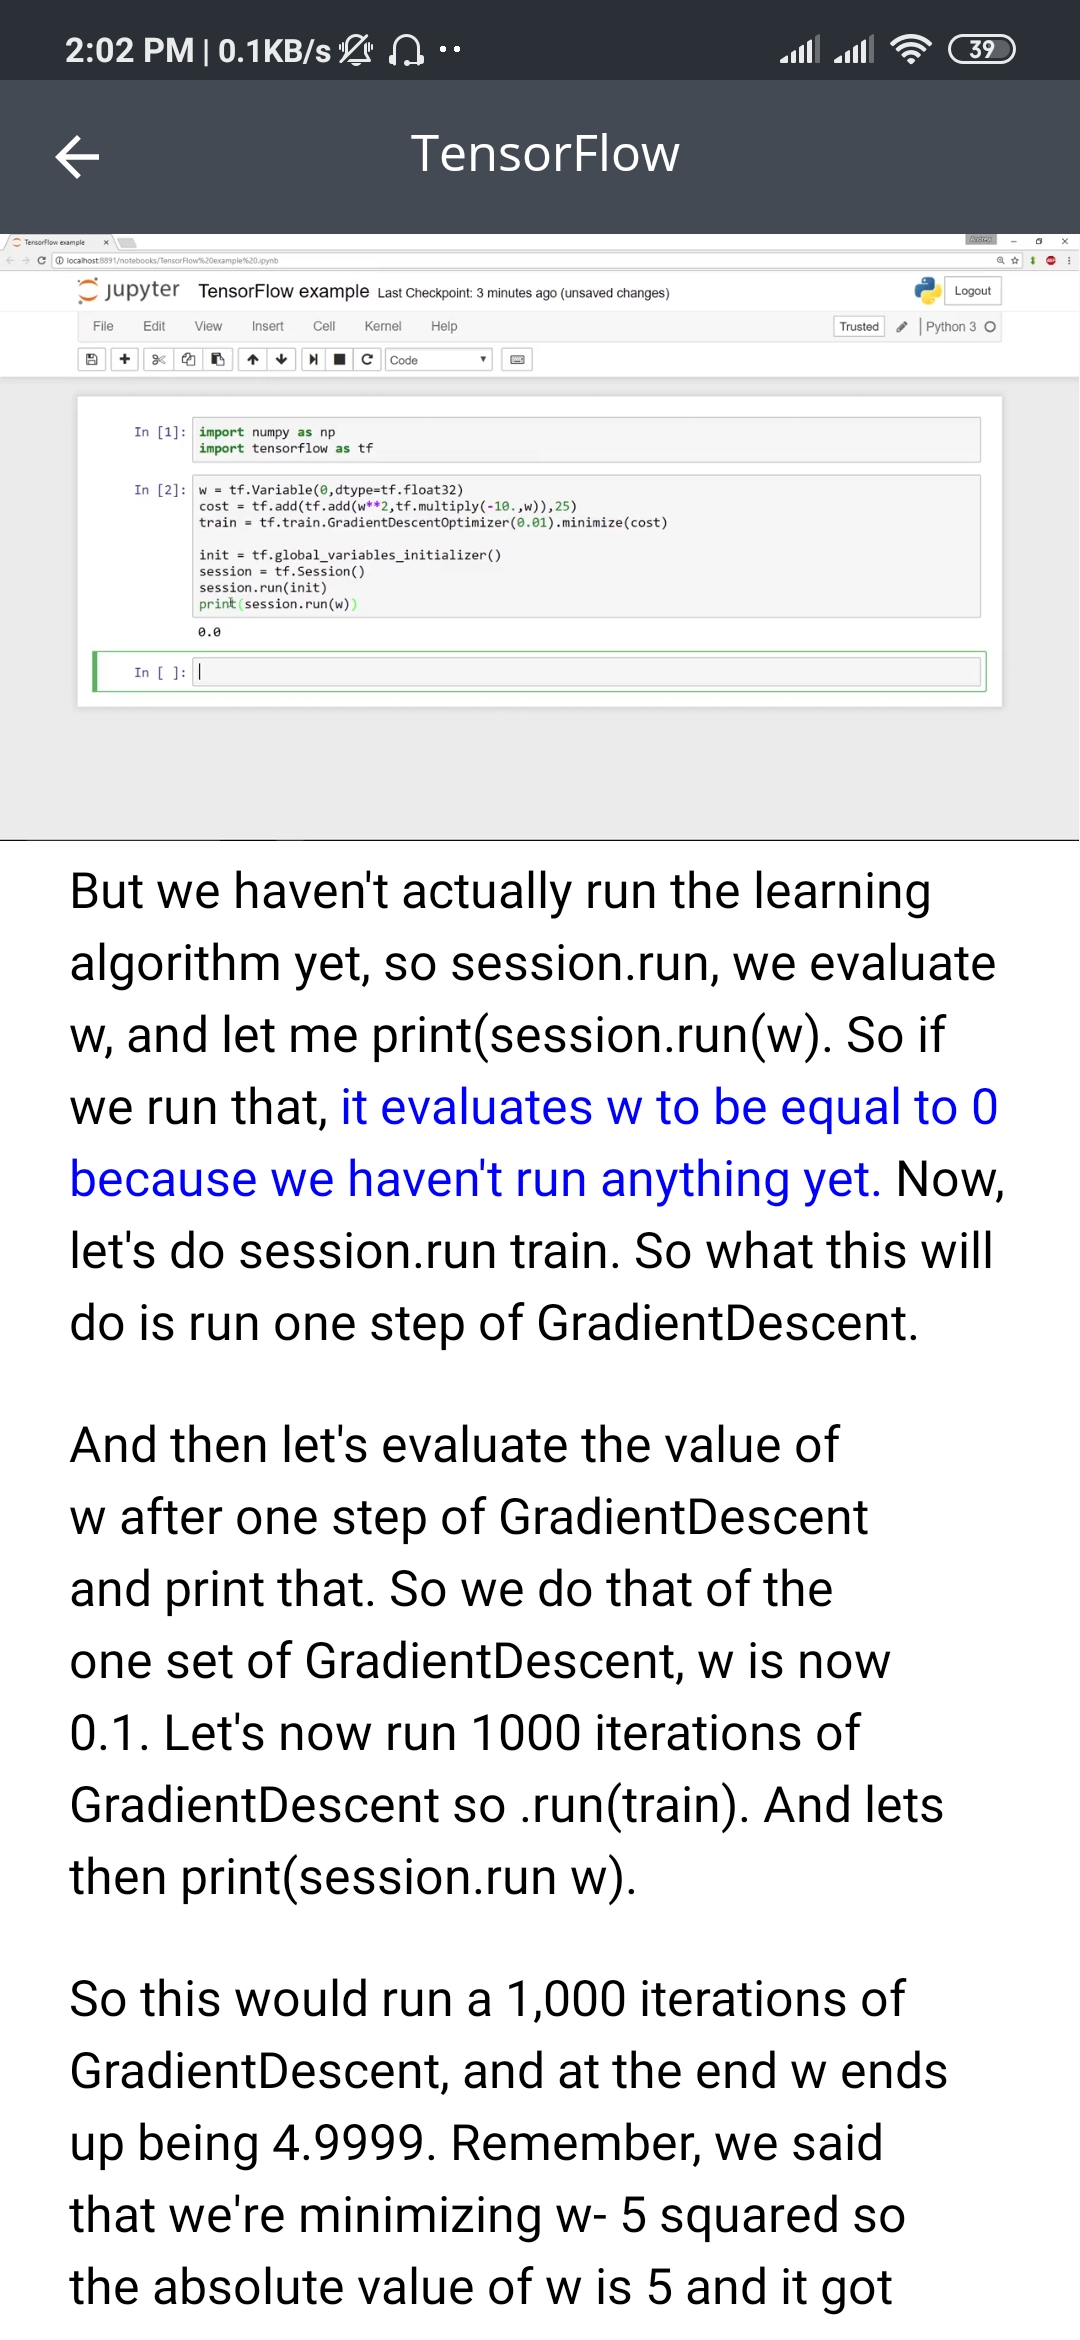 2:02 PM | 0.1KB/s
39
TensorFlow
TensorFlow example
localhost:8891/notebooks/TensorFlow%20example%20.ipynb
jupyter TensorFlow example Last Checkpoint: 3 minutes ago (unsaved changes)
Logout
File Edit View Insert Cell Kernel Help
Trusted
Python 3
Code
In [1]: import numpy as np
import tensorflow as tf
In [2]: w = tf.Variable(0,dtype=tf.float32)
cost = tf.add(tf.add(w**2,tf.multiply(-10.,w)),25)
train = tf.train.GradientDescentOptimizer(0.01).minimize(cost)
init = tf.global_variables_initializer()
session = tf.Session()
session.run(init)
print(session.run(w))
0.0
In [ ]:
But we haven't actually run the learning
algorithm yet, so session.run, we evaluate
w, and let me print(session.run(w). So if
we run that, it evaluates w to be equal to 0
because we haven't run anything yet. Now,
let's do session.run train. So what this will
do is run one step of GradientDescent.
And then let's evaluate the value of
w after one step of GradientDescent
and print that. So we do that of the
one set of GradientDescent, w is now
0.1. Let's now run 1000 iterations of
GradientDescent so .run(train). And lets
then print(session.run w).
So this would run a 1,000 iterations of
GradientDescent, and at the end w ends
up being 4.9999. Remember, we said
that we're minimizing w- 5 squared so
the absolute value of w is 5 and it got